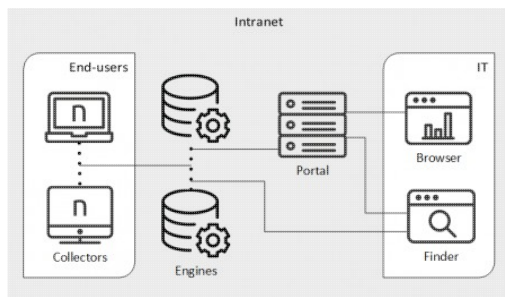 Intranet
End-users
IT
n
Browser
Portal
n
Collectors
Engines
Finder